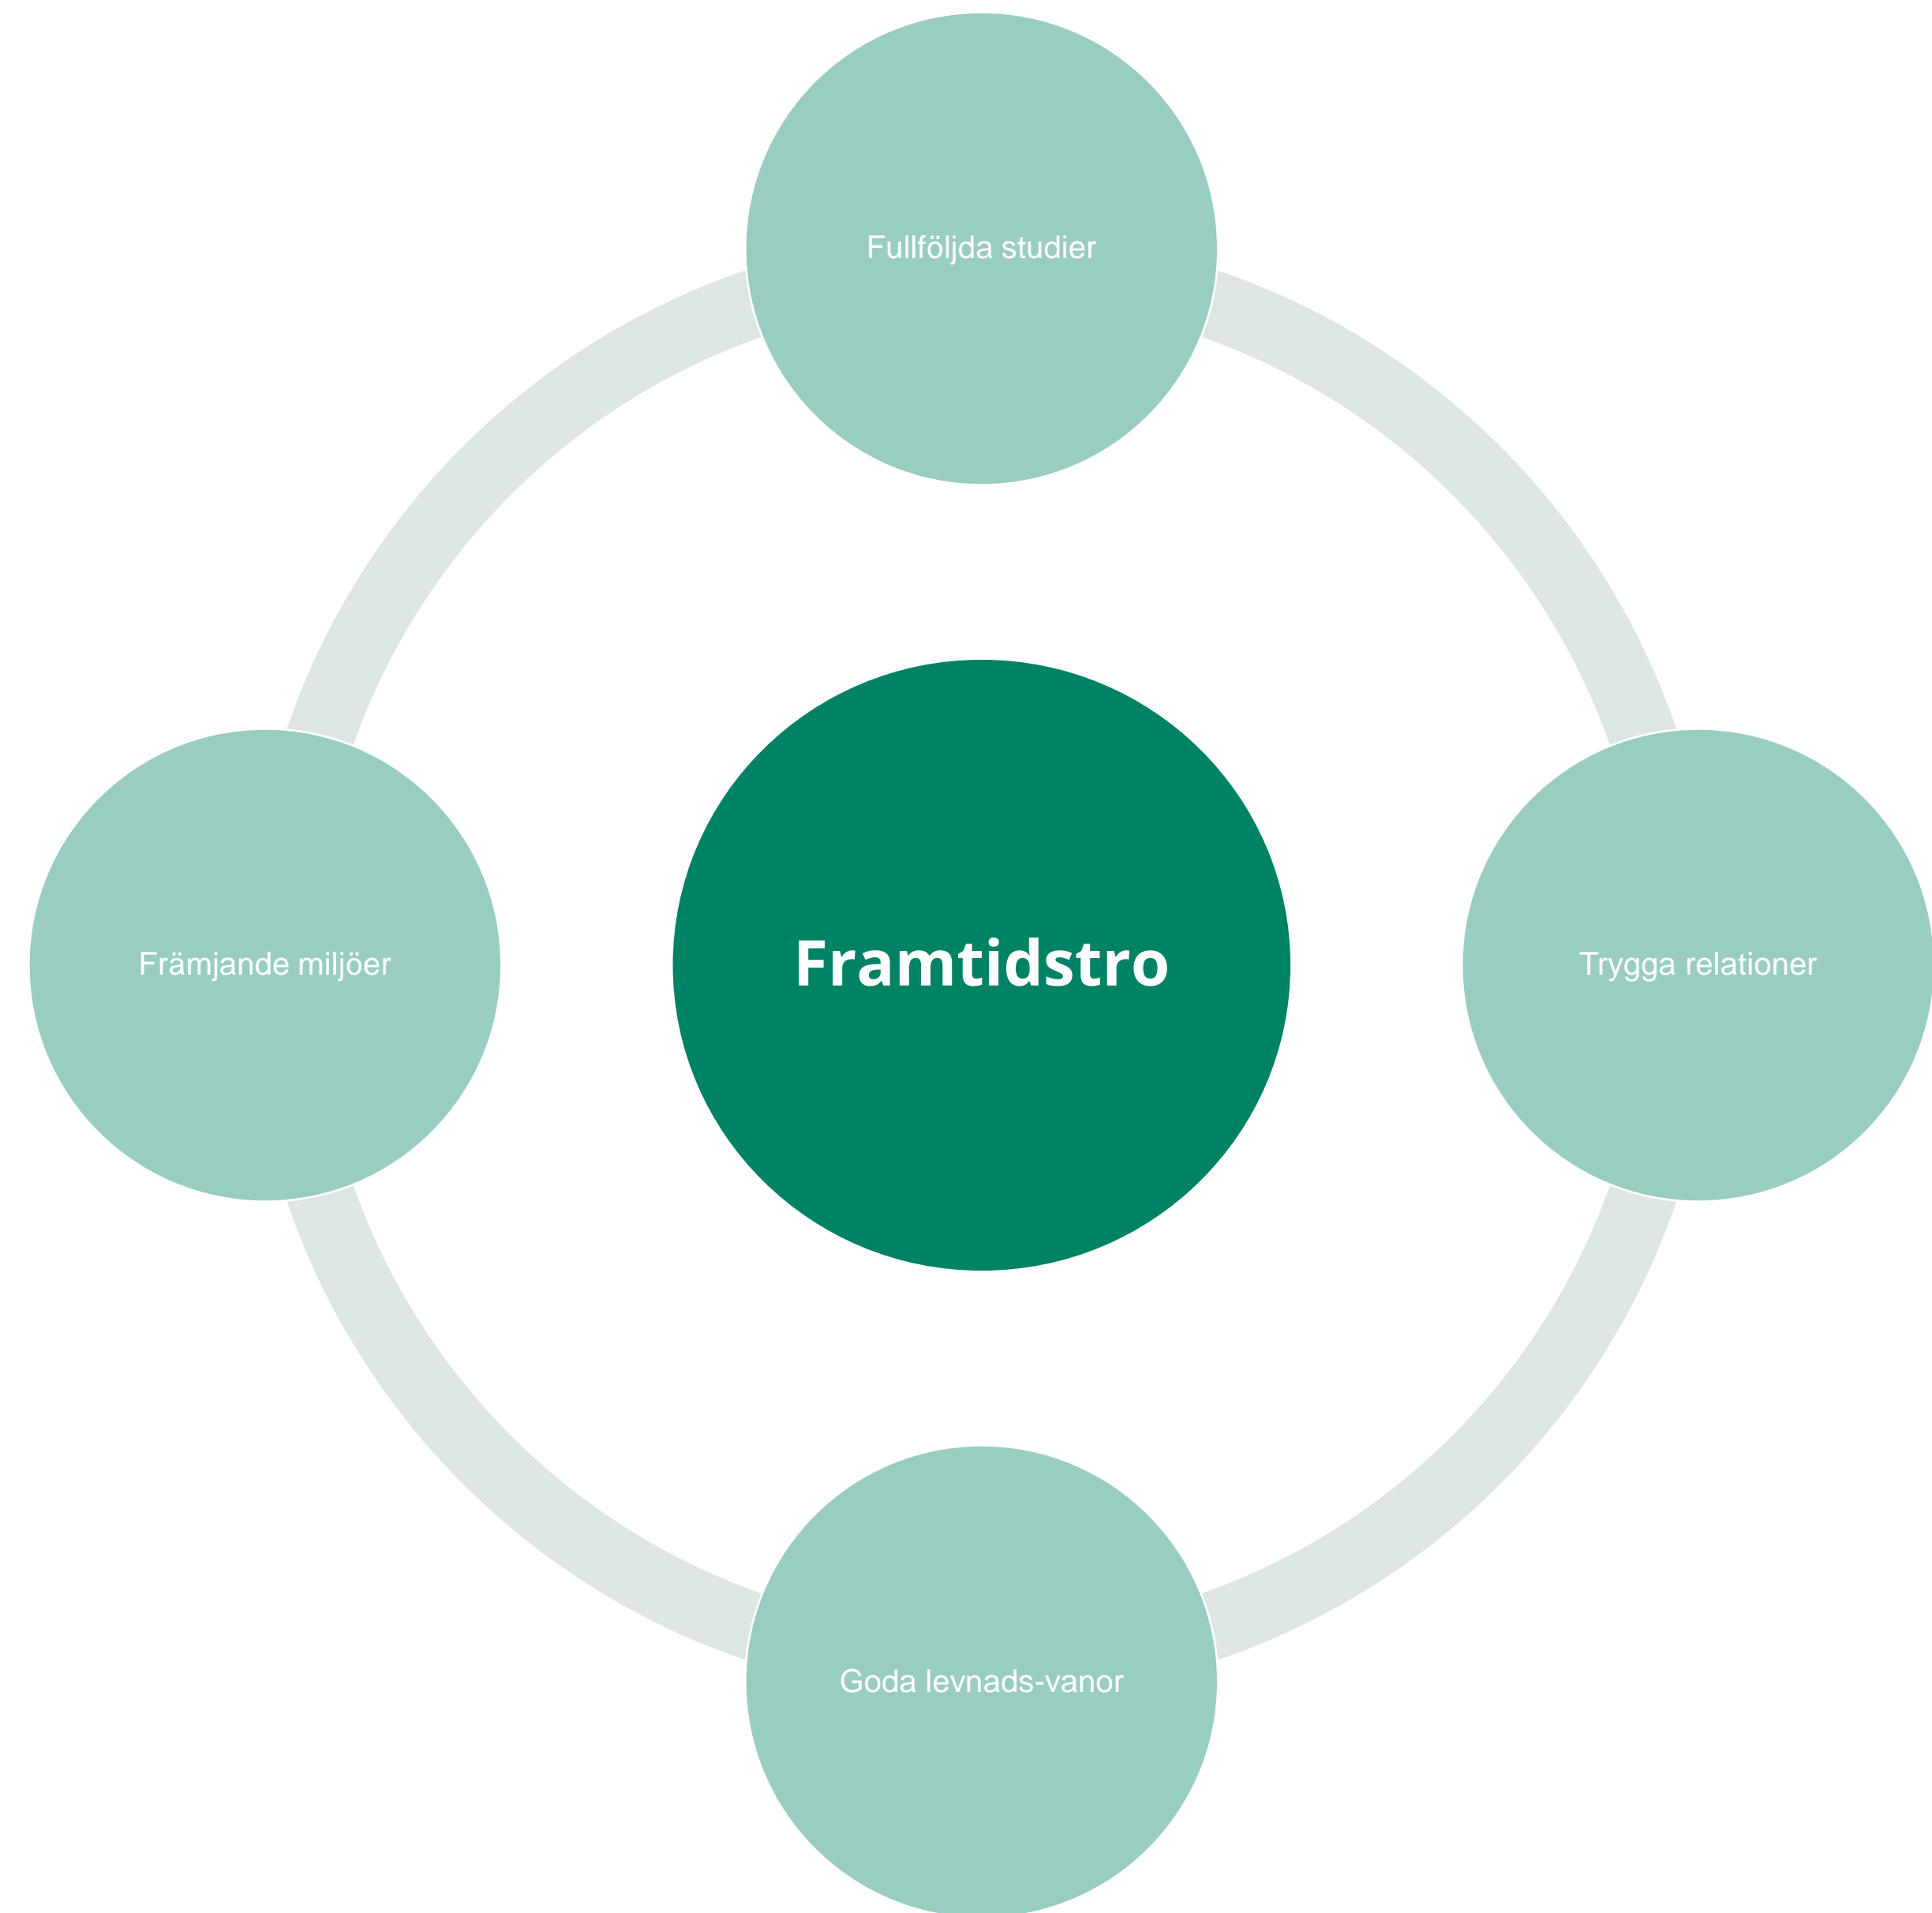 Fullföljda studier
Främjande miljöer
Framtidstro
Trygga relationer
Goda levnads-vanor